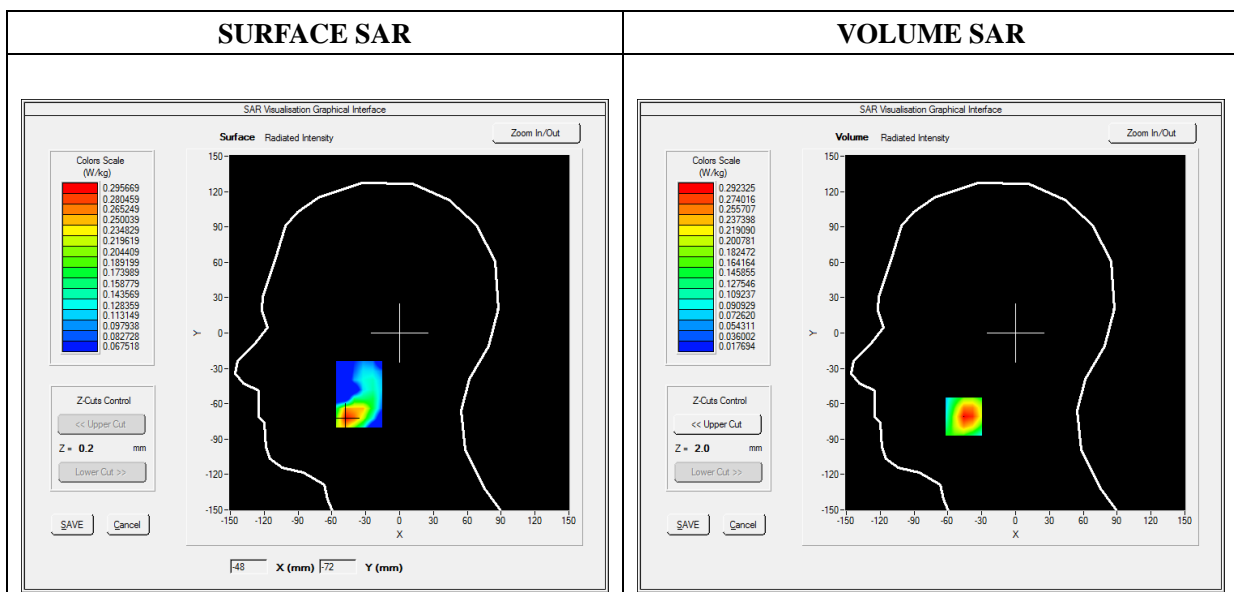 SURFACE SAR
VOLUME SAR
SAR Visualisation Graphical Interface
Surface Radiated Intensity
Zoom In/Out
Colors Scale
(W/kg)
0.295669
0.280459
0.265249
0.250039
0.234829
0.219619
0.204409
0.189199
0.173989
0.158779
0.143569
0.128359
0.113149
0.097938
0.082728
0.067518
Z-Cuts Control
<< Upper Cut
Z = 0.2 mm
Lower Cut >>
SAVE Cancel
150
120
90
60
30
Y 0
-30
-60
-90
-120
-150
-150 -120 -90 -60 -30 0 30 60 90 120 150
X
-48 X (mm) -72 Y (mm)
SAR Visualisation Graphical Interface
Volume Radiated Intensity
Zoom In/Out
Colors Scale
(W/kg)
0.292325
0.274016
0.255707
0.237398
0.219090
0.200781
0.182472
0.164164
0.145855
0.127546
0.109237
0.090929
0.072620
0.054311
0.036002
0.017694
Z-Cuts Control
<< Upper Cut
Z = 2.0 mm
Lower Cut >>
SAVE Cancel
150
120
90
60
30
Y 0
-30
-60
-90
-120
-150
-150 -120 -90 -60 -30 0 30 60 90 120 150
X